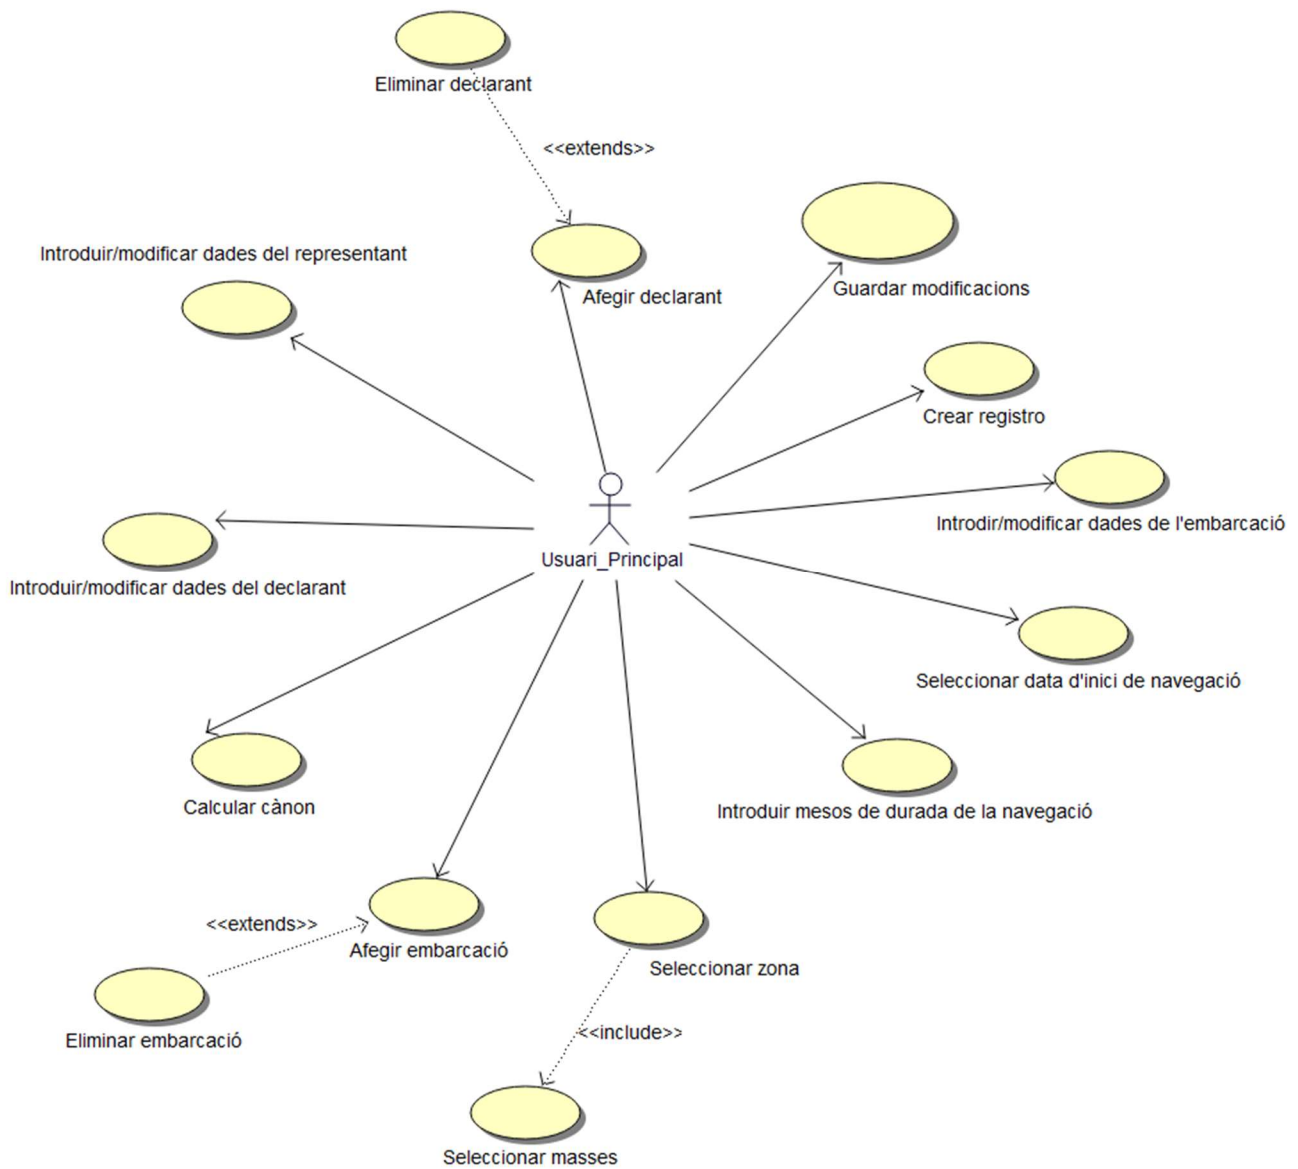 Eliminar declarant
<<extends>>
Introduir/modificar dades del representant
Afegir declarant
Guardar modificacions
Crear registro
Introdir/modificar dades de l'embarcació
Usuari_Principal
Introduir/modificar dades del declarant
Seleccionar data d'inici de navegació
Calcular cànon
Introduir mesos de durada de la navegació
<<extends>>
Afegir embarcació
Seleccionar zona
Eliminar embarcació
<<include>>
Seleccionar masses